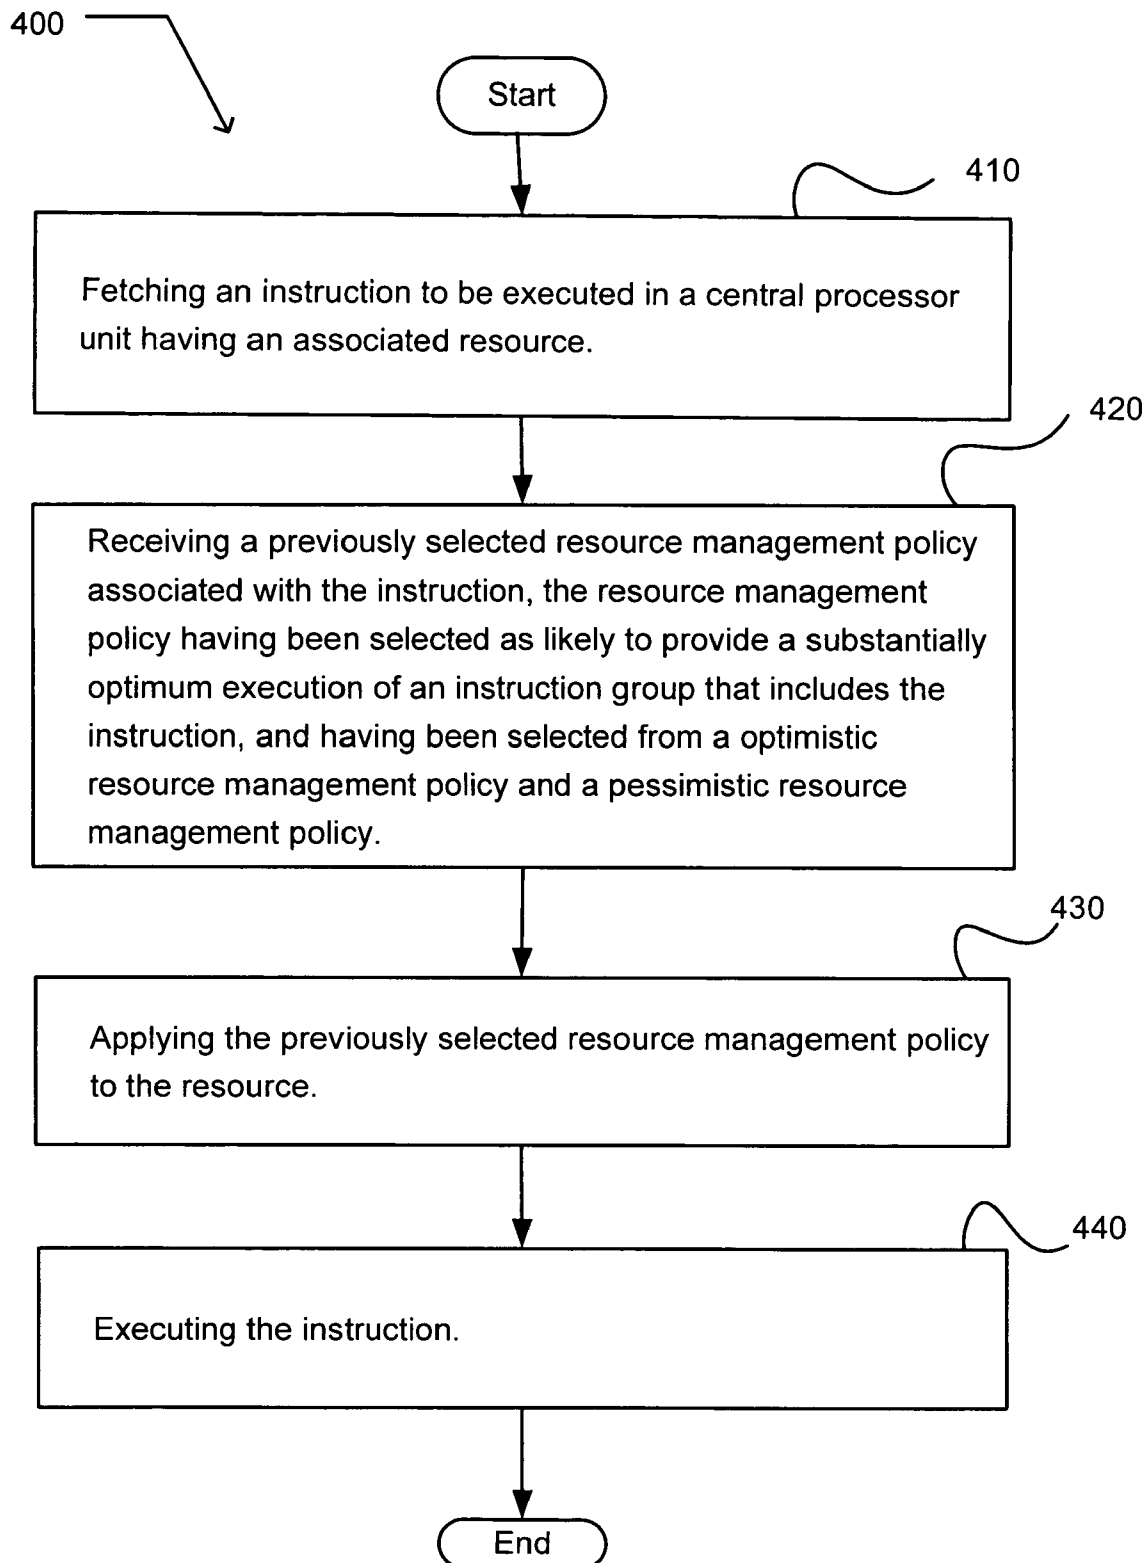 400
Start
410
Fetching an instruction to be executed in a central processor
unit having an associated resource.
420
Receiving a previously selected resource management policy
associated with the instruction, the resource management
policy having been selected as likely to provide a substantially
optimum execution of an instruction group that includes the
instruction, and having been selected from a optimistic
resource management policy and a pessimistic resource
management policy.
430
Applying the previously selected resource management policy
to the resource.
440
Executing the instruction.
End